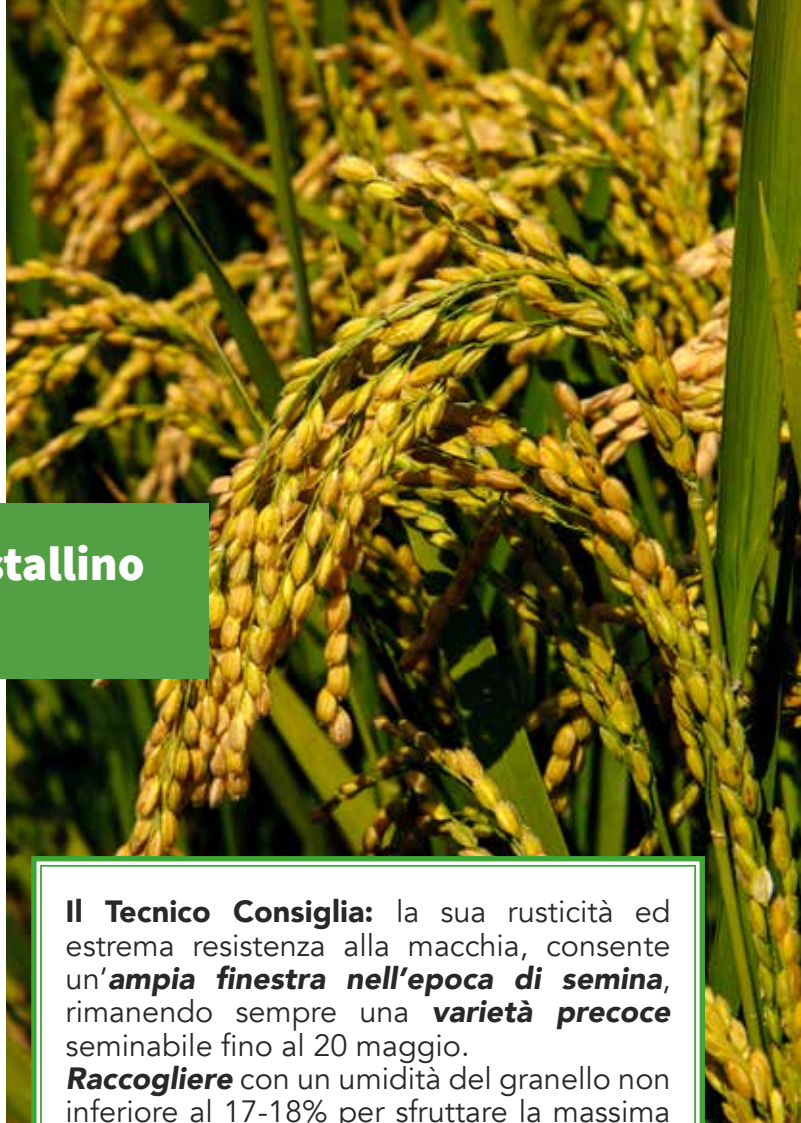 stallino
Il Tecnico Consiglia: la sua rusticità ed
estrema resistenza alla macchia, consente
un'ampia finestra nell'epoca di semina,
rimanendo sempre una varietà precoce
seminabile fino al 20 maggio.
Raccogliere con un umidità del granello non
inferiore al 17-18% per sfruttare la massima